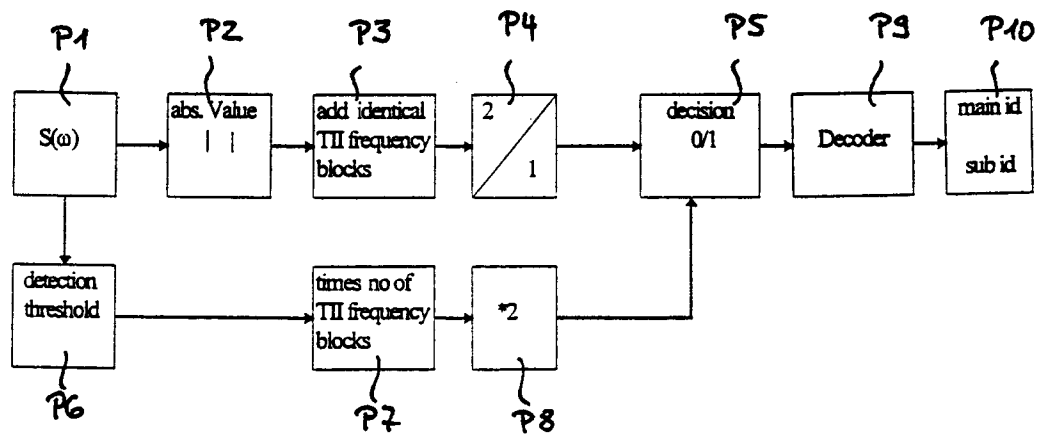 P1
P2
P3
P4
P5
P9
P10
S(ω)
abs. Value
| |
add identical
TII frequency
blocks
2
1
decision
0/1
Decoder
main id
sub id
detection
threshold
times no of
TII frequency
blocks
*2
P6
P7
P8